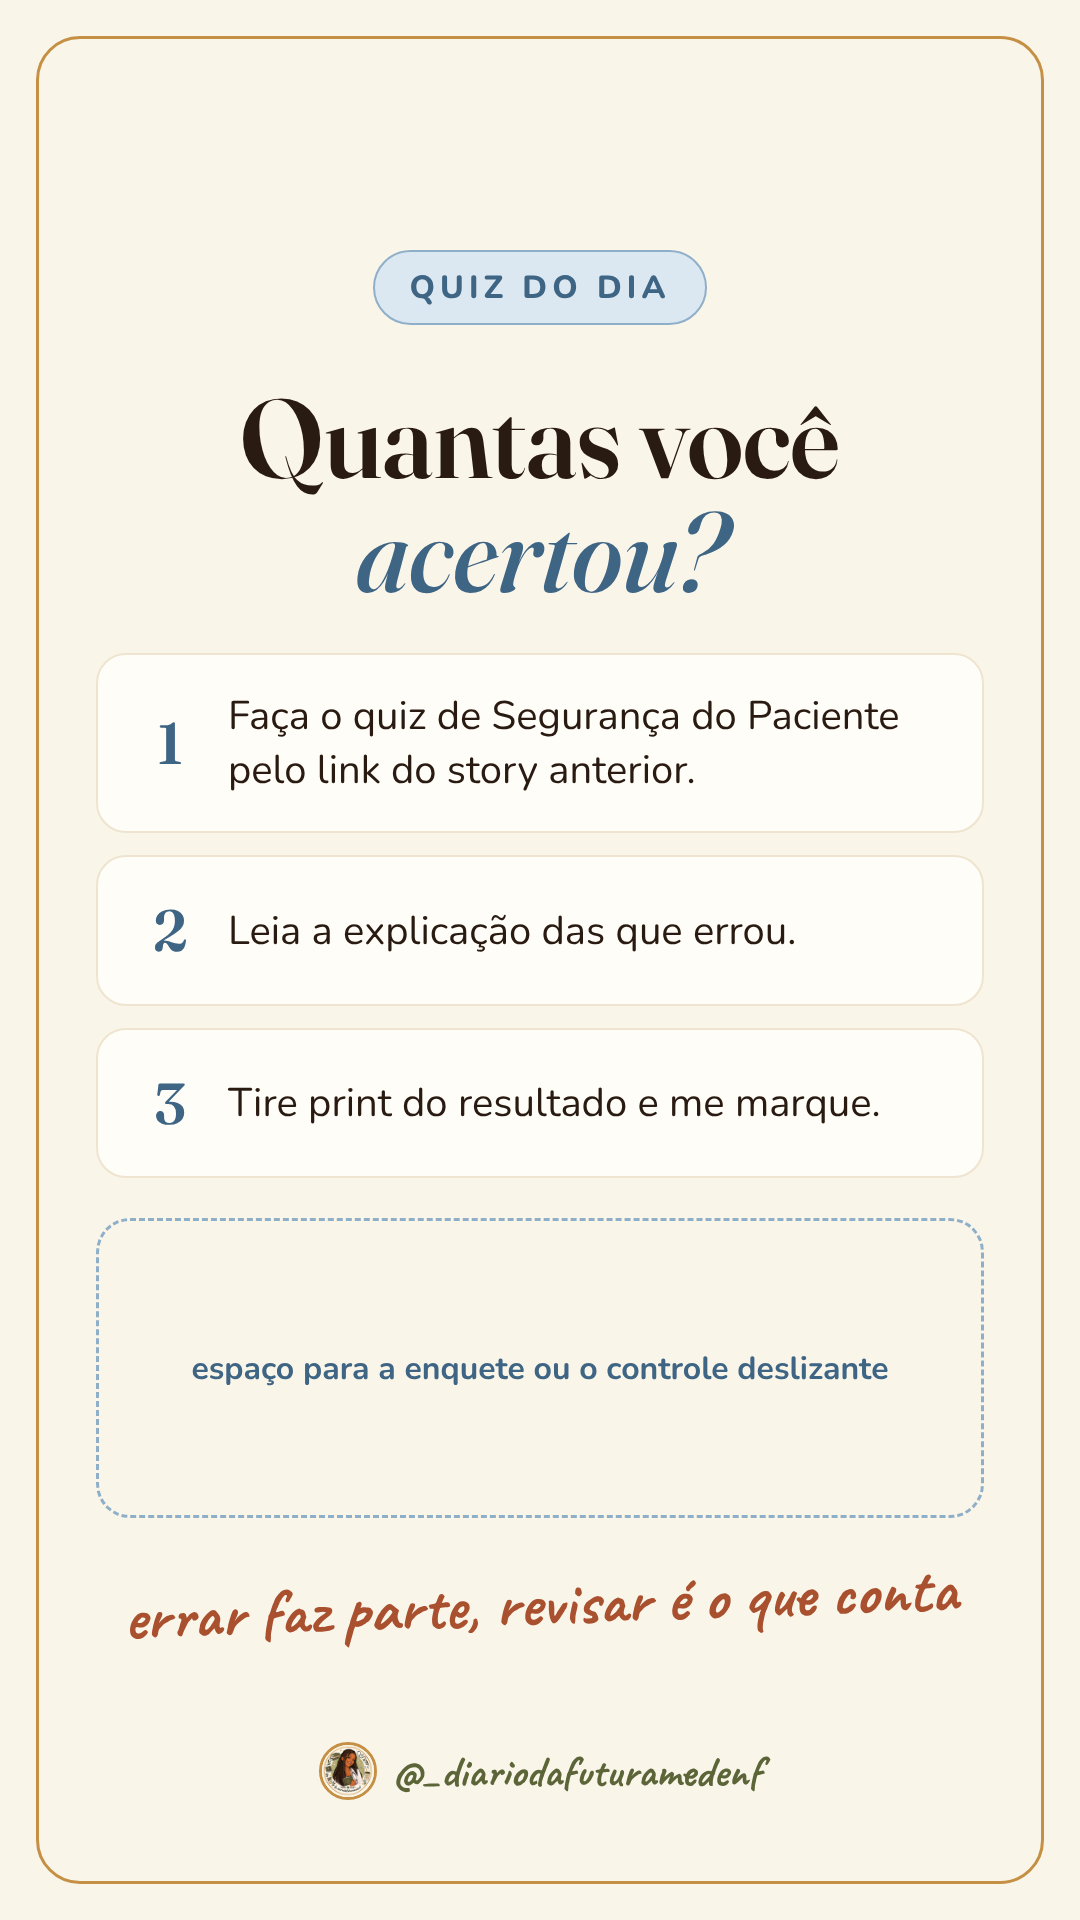 QUIZ DO DIA
Quantas você
acertou?
1
Faça o quiz de Segurança do Paciente
pelo link do story anterior.
2
Leia a explicação das que errou.
3
Tire print do resultado e me marque.
espaço para a enquete ou o controle deslizante
errar faz parte, revisar é o que conta
@_diariodafuturamedenf